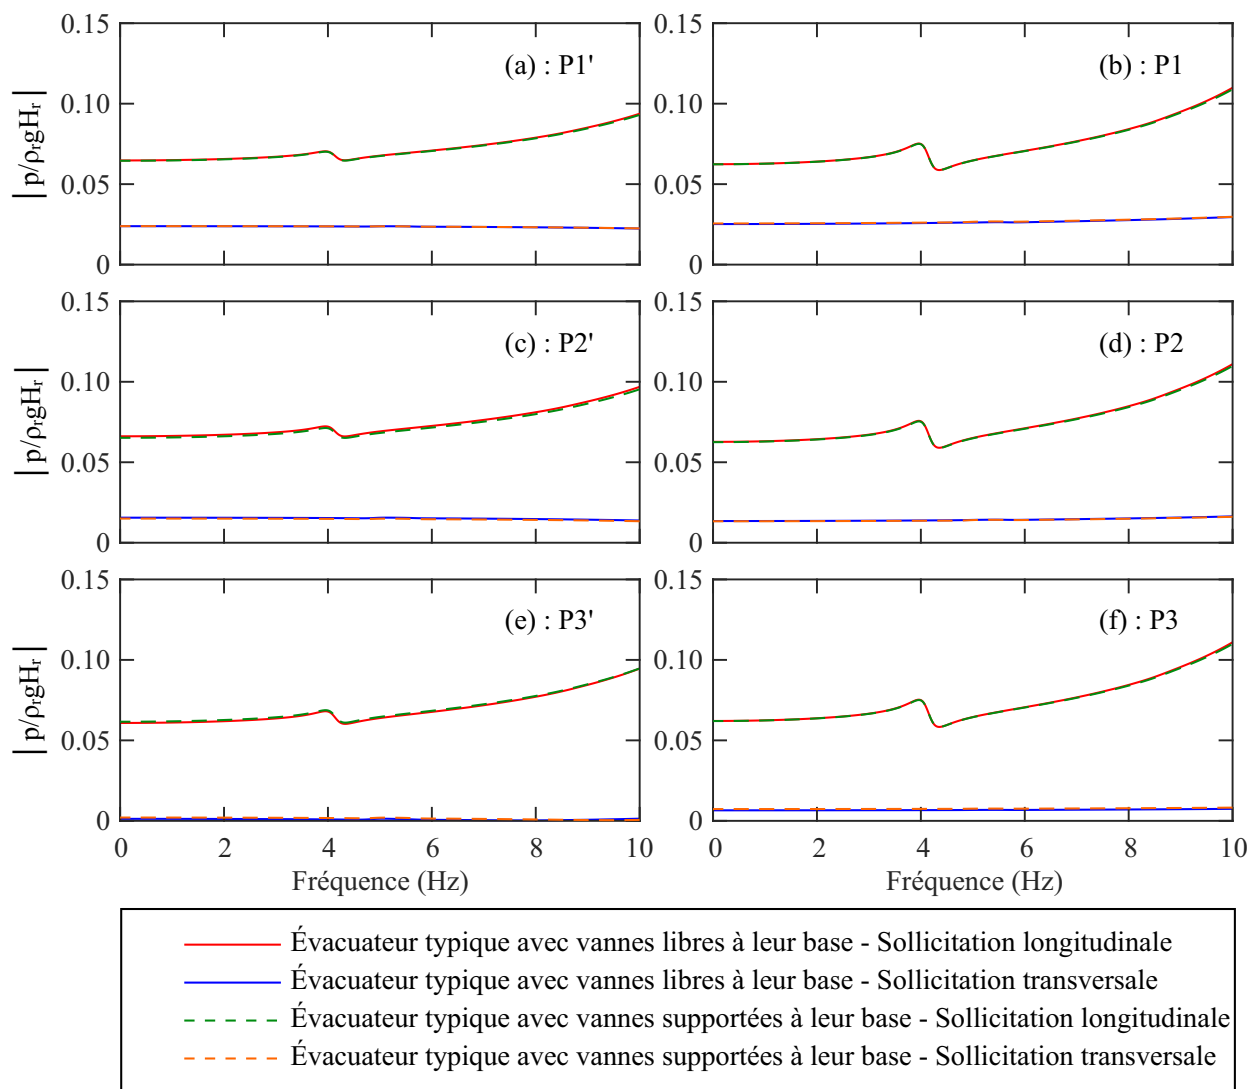 0.15
0.10
0.05
0
|p/ρrgHr|
(a) : P1'
(b) : P1
0.15
0.10
0.05
0
0.15
0.10
0.05
0
|p/ρrgHr|
(c) : P2'
(d) : P2
0.15
0.10
0.05
0
0.15
0.10
0.05
0
|p/ρrgHr|
(e) : P3'
(f) : P3
0.15
0.10
0.05
0
0 2 4 6 8 10
0 2 4 6 8 10
Fréquence (Hz)
Fréquence (Hz)
Évacuateur typique avec vannes libres à leur base - Sollicitation longitudinale
Évacuateur typique avec vannes libres à leur base - Sollicitation transversale
Évacuateur typique avec vannes supportées à leur base - Sollicitation longitudinale
Évacuateur typique avec vannes supportées à leur base - Sollicitation transversale